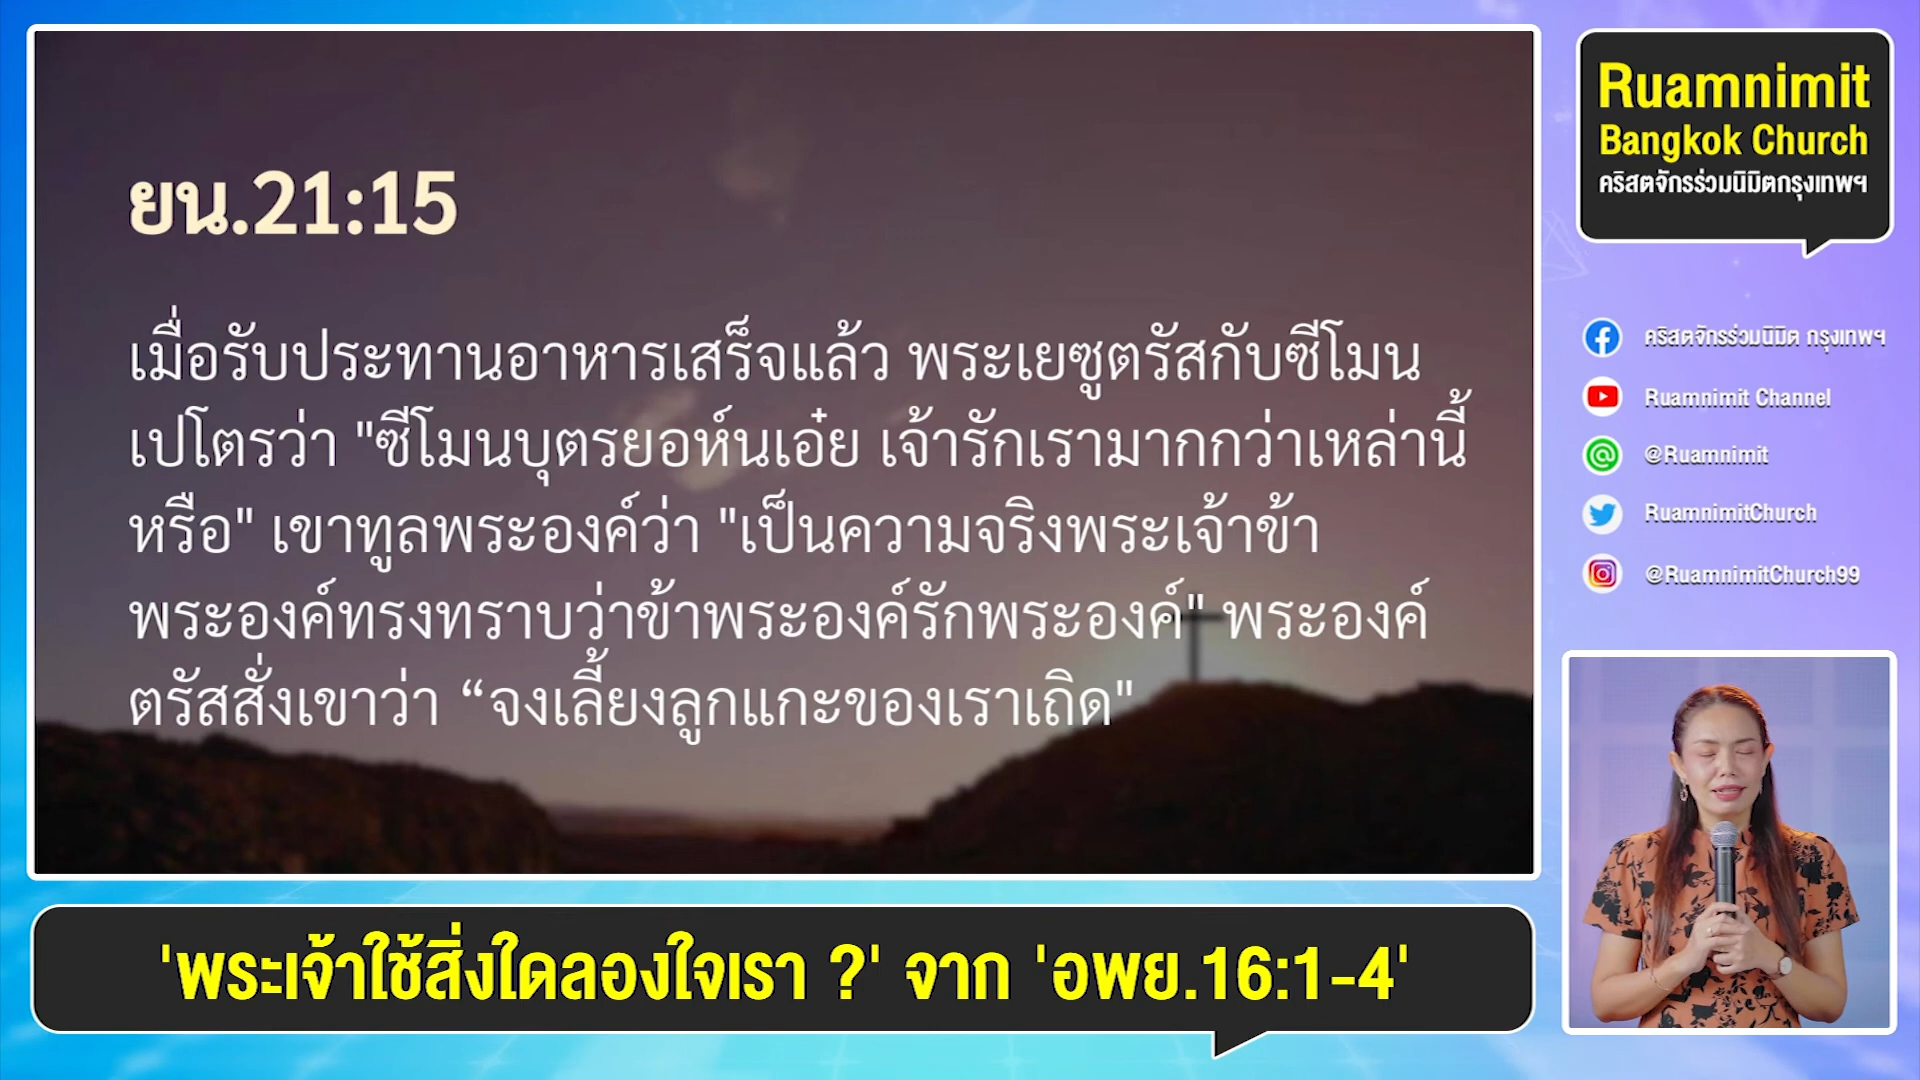 ยน.21:15
เมื่อรับประทานอาหารเสร็จแล้ว พระเยซูตรัสกับซีโมน
เปโตรว่า "ซีโมนบุตรยอห์นเอ๋ย เจ้ารักเรามากกว่าเหล่านี้
หรือ" เขาทูลพระองค์ว่า "เป็นความจริงพระเจ้าข้า
พระองค์ทรงทราบว่าข้าพระองค์รักพระองค์" พระองค์
ตรัสสั่งเขาว่า “จงเลี้ยงลูกแกะของเราเถิด"
'พระเจ้าใช้สิ่งใดลองใจเรา ?' จาก 'อพย.16:1-4'
Ruamnimit
Bangkok Church
คริสตจักรร่วมนิมิตกรุงเทพฯ
คริสตจักรร่วมนิมิต กรุงเทพฯ
Ruamnimit Channel
@Ruamnimit
RuamnimitChurch
@RuamnimitChurch99